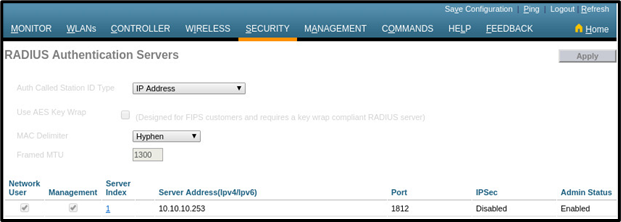 Save Configuration | Ping | Logout | Refresh
MONITOR WLANs CONTROLLER WIRELESS SECURITY MANAGEMENT COMMANDS HELP FEEDBACK Home
RADIUS Authentication Servers Apply
Auth Called Station ID Type IP Address
Use AES Key Wrap (Designed for FIPS customers and requires a key wrap compliant RADIUS server)
MAC Delimiter Hyphen
Framed MTU 1300
Network User Management Server Index Server Address(Ipv4/Ipv6) Port IPSec Admin Status
1 10.10.10.253 1812 Disabled Enabled